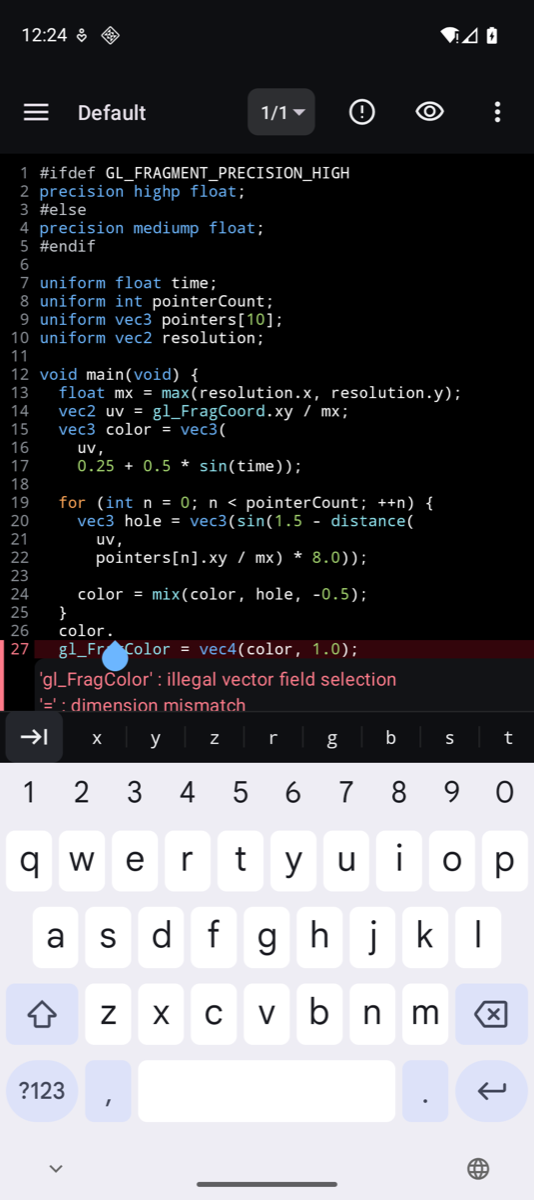 12:24
Default
1/1
1 #ifdef GL_FRAGMENT_PRECISION_HIGH
2 precision highp float;
3 #else
4 precision mediump float;
5 #endif
6
7 uniform float time;
8 uniform int pointerCount;
9 uniform vec3 pointers[10];
10 uniform vec2 resolution;
11
12 void main(void) {
13 float mx = max(resolution.x, resolution.y);
14 vec2 uv = gl_FragCoord.xy / mx;
15 vec3 color = vec3(
16 uv,
17 0.25 + 0.5 * sin(time));
18
19 for (int n = 0; n < pointerCount; ++n) {
20 vec3 hole = vec3(sin(1.5 - distance(
21 uv,
22 pointers[n].xy / mx) * 8.0));
23
24 color = mix(color, hole, -0.5);
25 }
26 color.
27 gl_FragColor = vec4(color, 1.0);
'gl_FragColor' : illegal vector field selection
'=' : dimension mismatch
x y z r g b s t
1 2 3 4 5 6 7 8 9 0
q w e r t y u i o p
a s d f g h j k l
z x c v b n m
?123 , .